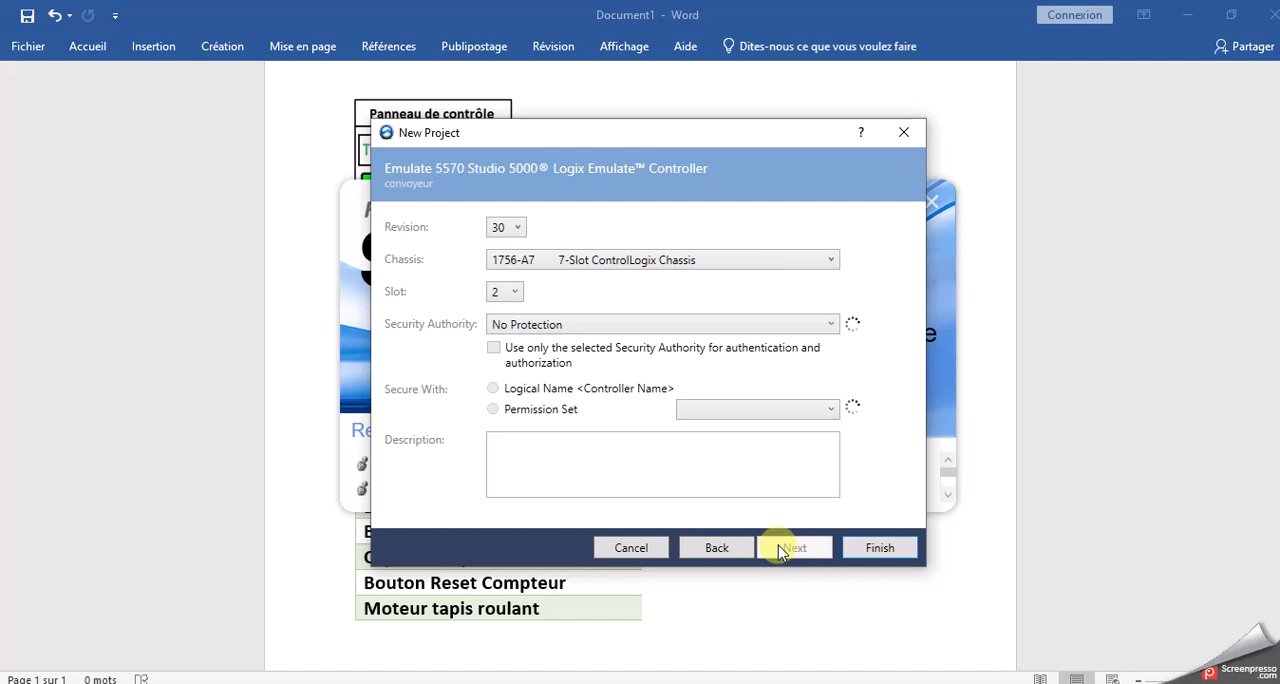 Document1 - Word
Connexion
Fichier Accueil Insertion Création Mise en page Références Publipostage Révision Affichage Aide Dites-nous ce que vous voulez faire Partager
Panneau de contrôle
New Project ? ×
Emulate 5570 Studio 5000® Logix Emulate™ Controller
convoyeur
Revision: 30
Chassis: 1756-A7 7-Slot ControlLogix Chassis
Slot: 2
Security Authority: No Protection
Use only the selected Security Authority for authentication and
authorization
Secure With: Logical Name <Controller Name>
Permission Set
Description:
Cancel Back Next Finish
Re
e
Bouton Reset Compteur
Moteur tapis roulant
Page 1 sur 1 0 mots
Screenpresso
.com